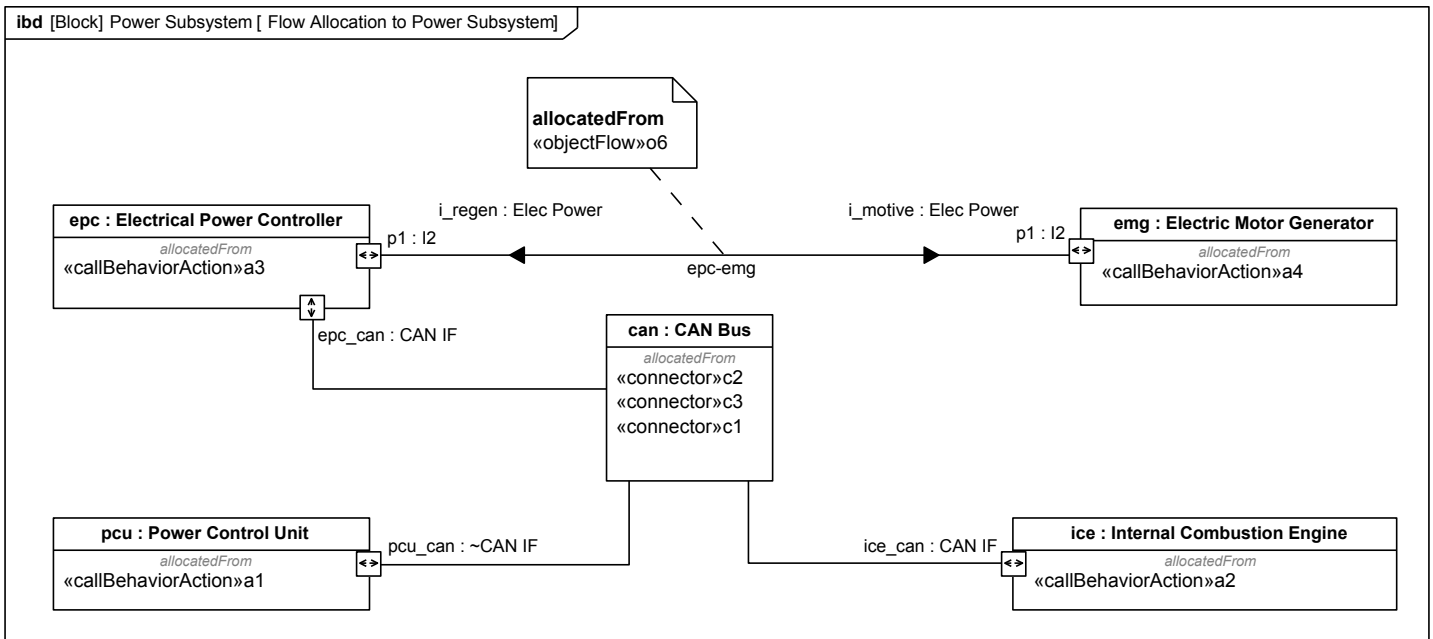 ibd [Block] Power Subsystem [ Flow Allocation to Power Subsystem]
allocatedFrom
«objectFlow»o6
epc : Electrical Power Controller
allocatedFrom
«callBehaviorAction»a3
p1 : I2
i_regen : Elec Power
i_motive : Elec Power
epc-emg
p1 : I2
emg : Electric Motor Generator
allocatedFrom
«callBehaviorAction»a4
epc_can : CAN IF
can : CAN Bus
allocatedFrom
«connector»c2
«connector»c3
«connector»c1
pcu : Power Control Unit
allocatedFrom
«callBehaviorAction»a1
pcu_can : ~CAN IF
ice_can : CAN IF
ice : Internal Combustion Engine
allocatedFrom
«callBehaviorAction»a2